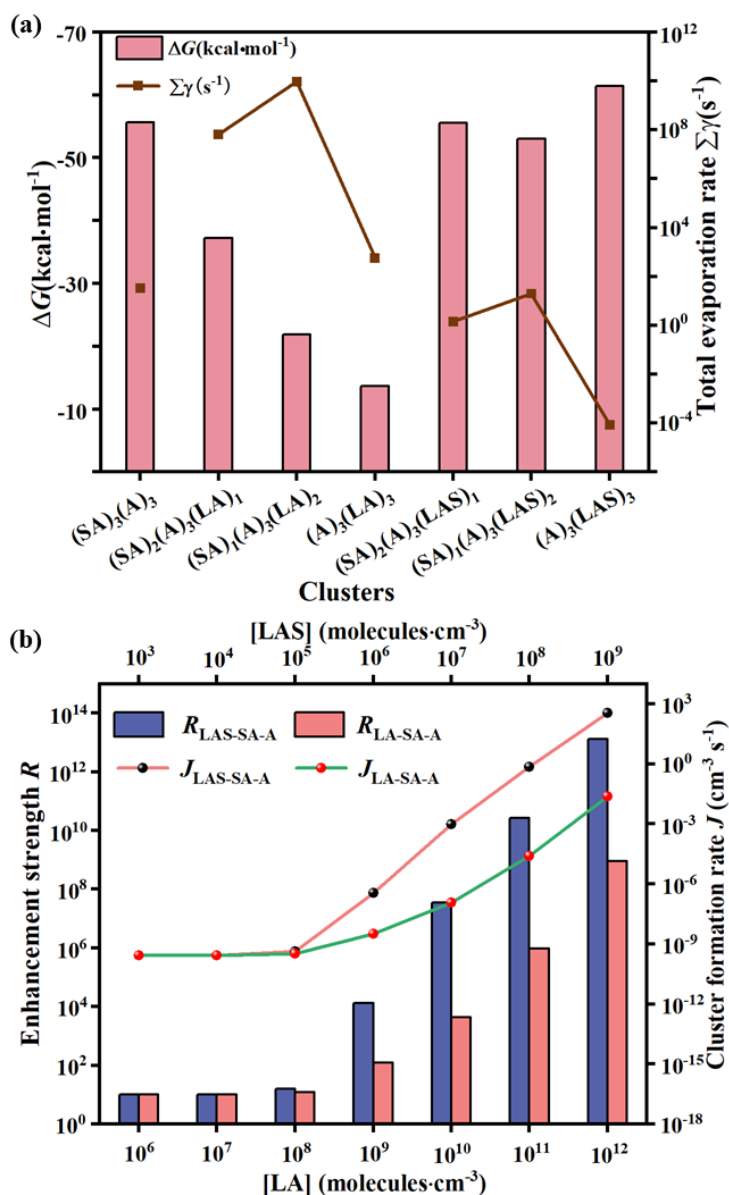 (a)
-70
-50
-30
-10
ΔG(kcal·mol⁻¹)
ΔG(kcal·mol⁻¹)
Σγ(s⁻¹)
10¹²
10⁸
10⁴
10⁰
10⁻⁴
Total evaporation rate Σγ(s⁻¹)
(SA)₃(A)₃
(SA)₂(A)₃(LA)₁
(SA)₁(A)₃(LA)₂
(A)₃(LA)₃
(SA)₂(A)₃(LAS)₁
(SA)₁(A)₃(LAS)₂
(A)₃(LAS)₃
Clusters
(b)
[LAS] (molecules·cm⁻³)
10³ 10⁴ 10⁵ 10⁶ 10⁷ 10⁸ 10⁹
10¹⁴
10¹²
10¹⁰
10⁸
10⁶
10⁴
10²
10⁰
Enhancement strength R
R LAS-SA-A R LA-SA-A
J LAS-SA-A J LA-SA-A
10³
10⁰
10⁻³
10⁻⁶
10⁻⁹
10⁻¹²
10⁻¹⁵
10⁻¹⁸
Cluster formation rate J (cm⁻³ s⁻¹)
10⁶ 10⁷ 10⁸ 10⁹ 10¹⁰ 10¹¹ 10¹²
[LA] (molecules·cm⁻³)